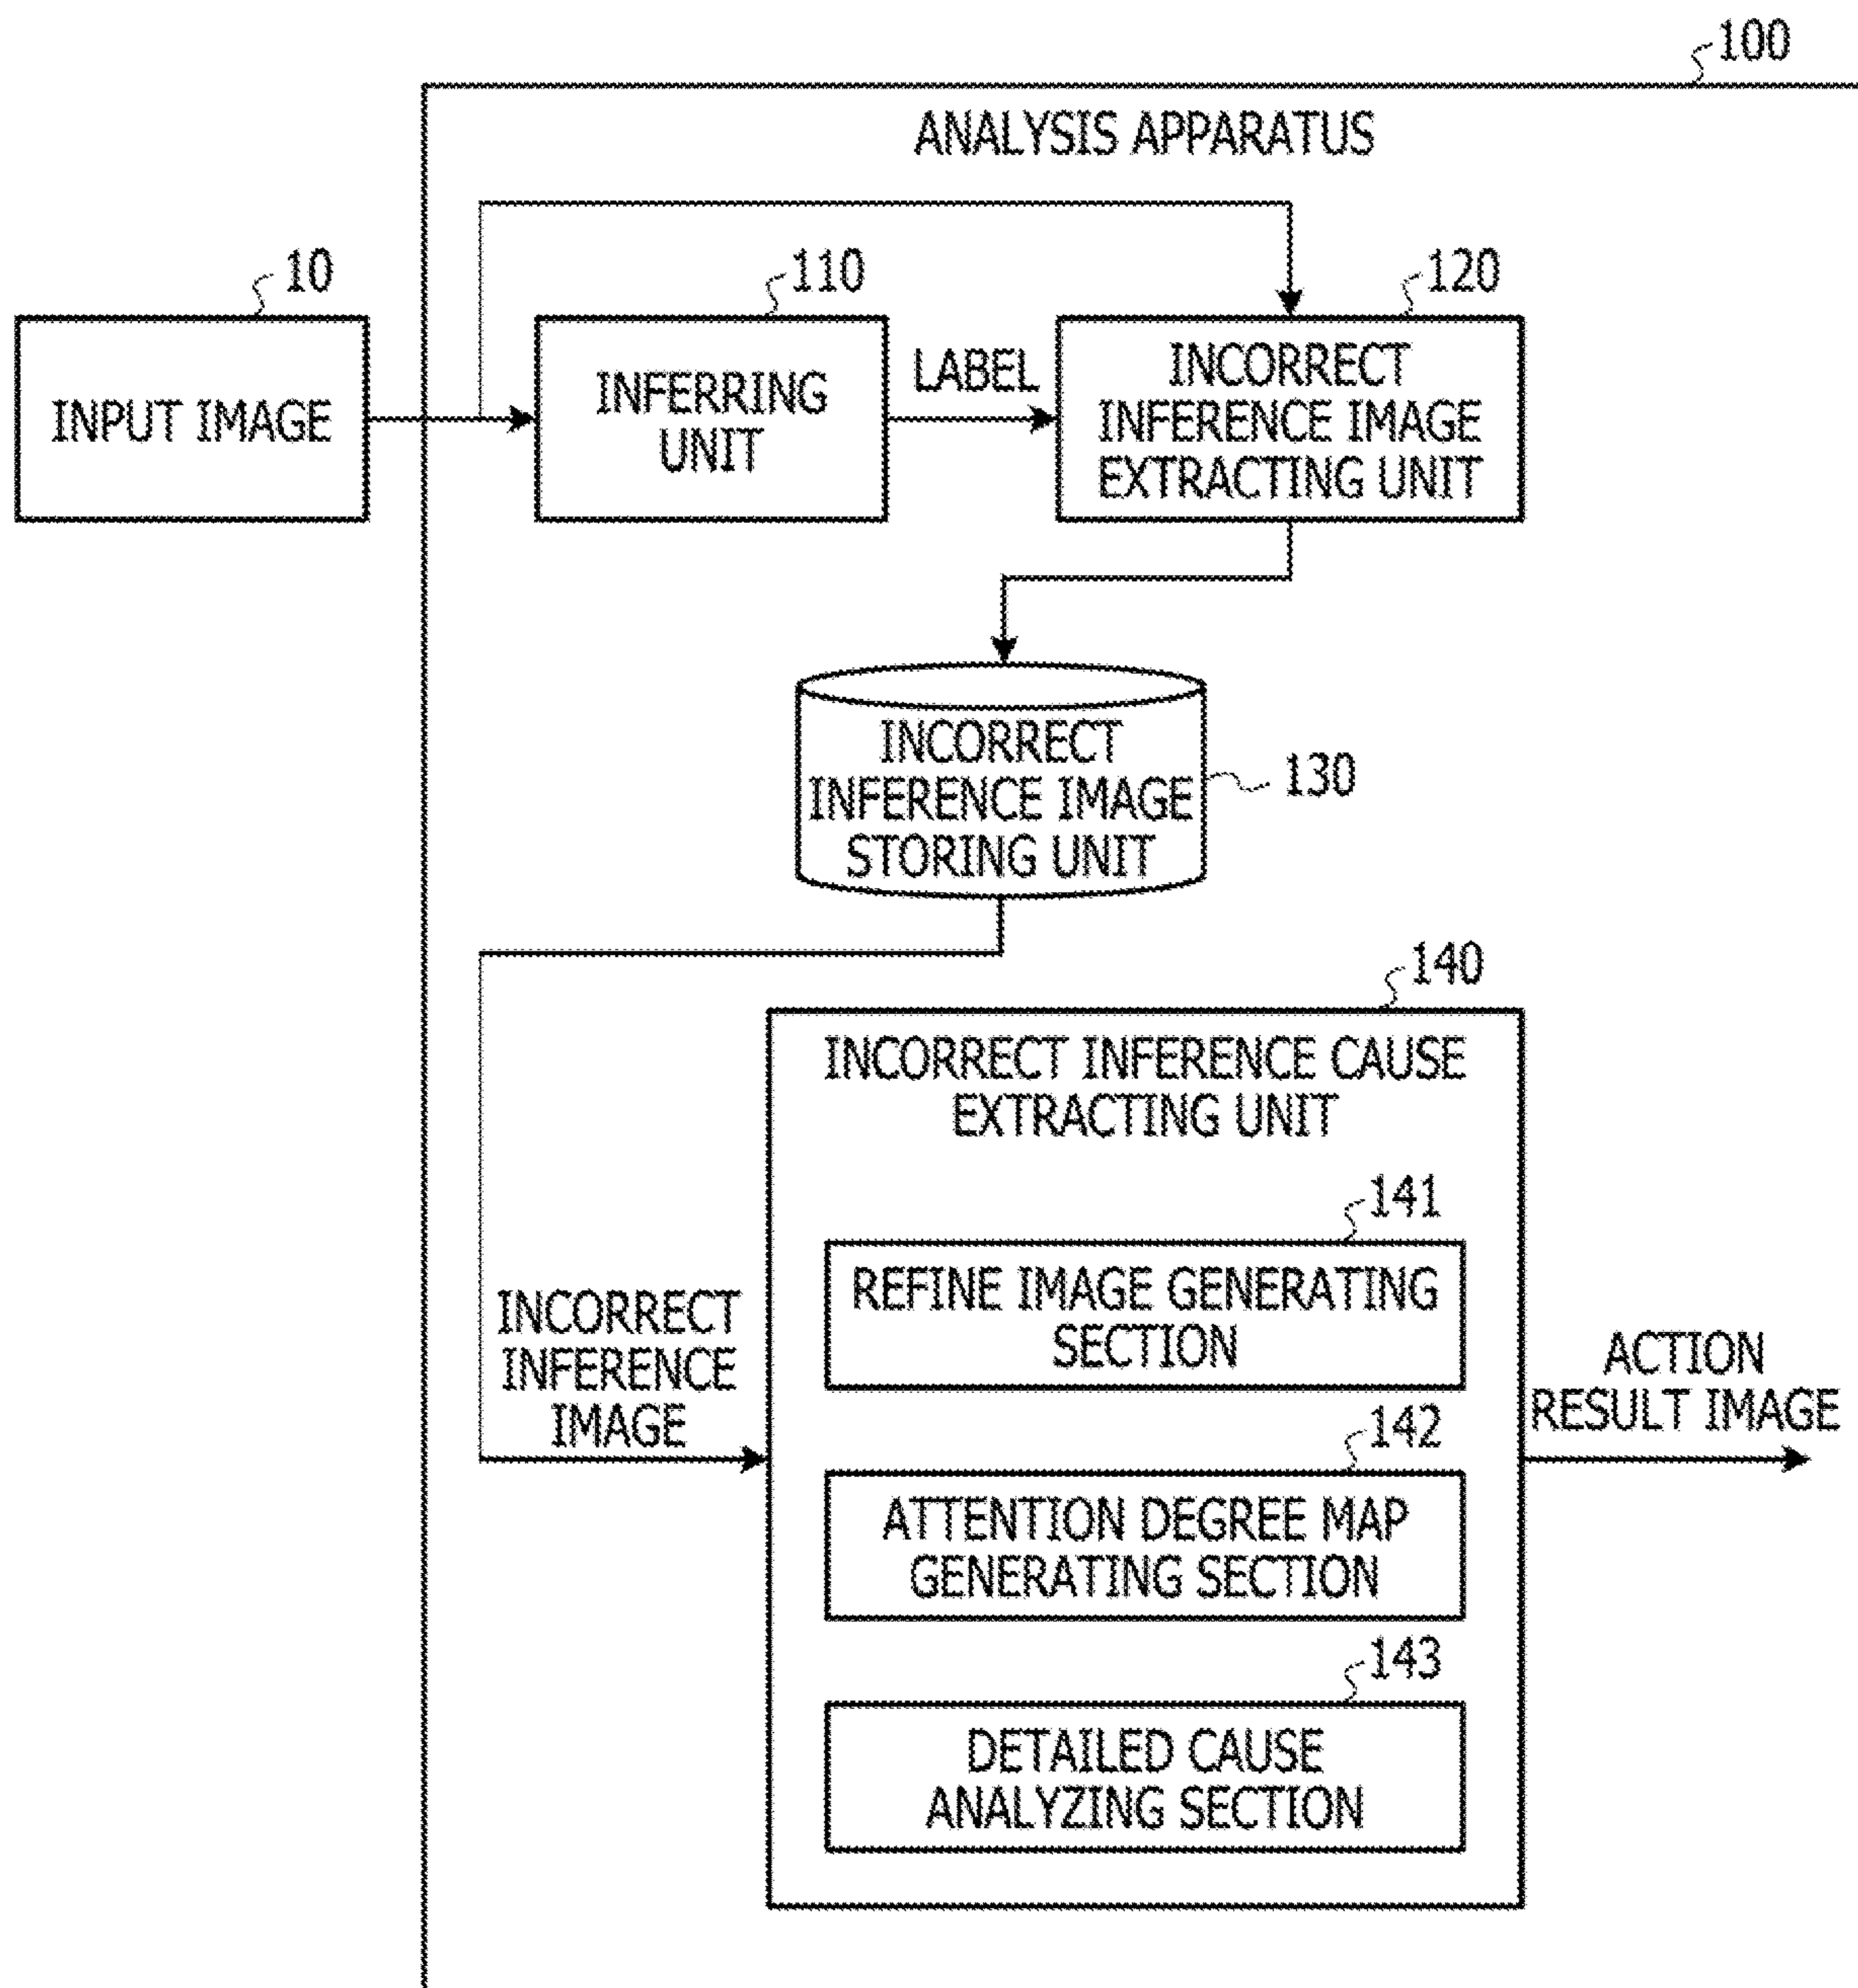 100
ANALYSIS APPARATUS
10
110
120
INPUT IMAGE
INFERRING
UNIT
LABEL
INCORRECT
INFERENCE IMAGE
EXTRACTING UNIT
INCORRECT
INFERENCE IMAGE
STORING UNIT
130
140
INCORRECT INFERENCE CAUSE
EXTRACTING UNIT
141
REFINE IMAGE GENERATING
SECTION
INCORRECT
INFERENCE
IMAGE
ACTION
RESULT IMAGE
142
ATTENTION DEGREE MAP
GENERATING SECTION
143
DETAILED CAUSE
ANALYZING SECTION